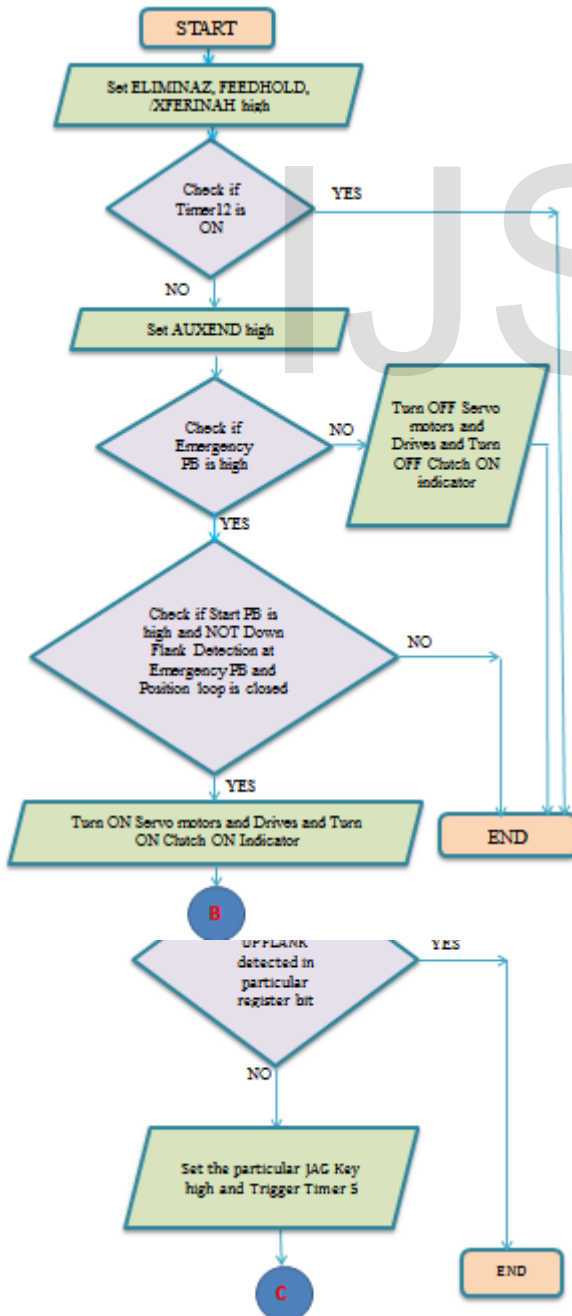 START
Set ELIMINAZ, FEEDHOLD,
/XFERINAH high
Check if
Timer12 is
ON
YES
NO
Set AUXEND high
Check if
Emergency
PB is high
NO
Turn OFF Servo
motors and
Drives and Turn
OFF Clutch ON
indicator
YES
Check if Start PB is
high and NOT Down
Flank Detection at
Emergency PB and
Position loop is closed
NO
YES
Turn ON Servo motors and Drives and Turn
ON Clutch ON Indicator
END
B
UPFLANK
detected in
particular
register bit
YES
NO
Set the particular JAG Key
high and Trigger Timer 5
END
C
IJS